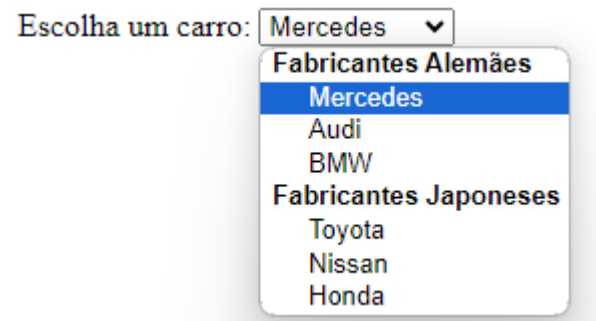 Escolha um carro: Mercedes
Fabricantes Alemães
Mercedes
Audi
BMW
Fabricantes Japoneses
Toyota
Nissan
Honda